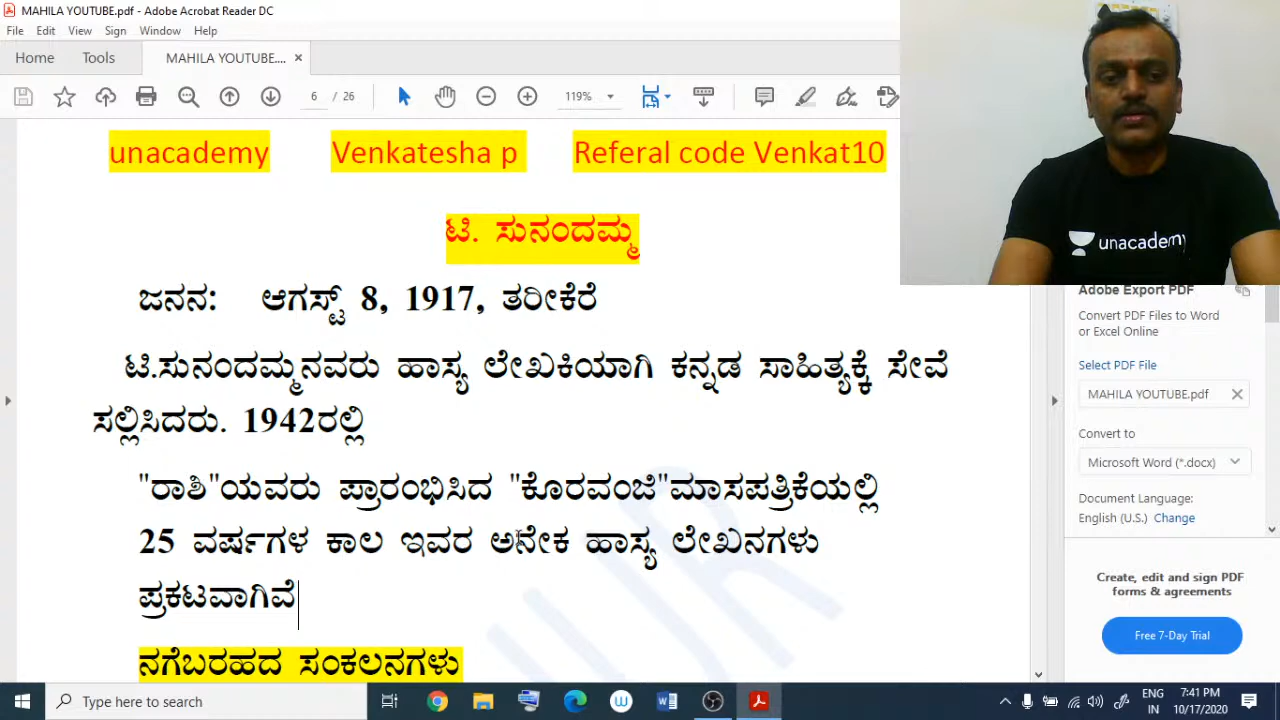 MAHILA YOUTUBE.pdf - Adobe Acrobat Reader DC
File Edit View Sign Window Help
Home Tools MAHILA YOUTUBE.... ×
6 / 26 119%
unacademy Venkatesha p Referal code Venkat10
ಟಿ. ಸುನಂದಮ್ಮ
ಜನನ: ಆಗಸ್ಟ್ 8, 1917, ತರೀಕೆರೆ
ಟಿ.ಸುನಂದಮ್ಮನವರು ಹಾಸ್ಯ ಲೇಖಕಿಯಾಗಿ ಕನ್ನಡ ಸಾಹಿತ್ಯಕ್ಕೆ ಸೇವೆ
ಸಲ್ಲಿಸಿದರು. 1942ರಲ್ಲಿ
"ರಾಶಿ"ಯವರು ಪ್ರಾರಂಭಿಸಿದ "ಕೊರವಂಜಿ"ಮಾಸಪತ್ರಿಕೆಯಲ್ಲಿ
25 ವರ್ಷಗಳ ಕಾಲ ಇವರ ಅನೇಕ ಹಾಸ್ಯ ಲೇಖನಗಳು
ಪ್ರಕಟವಾಗಿವೆ
ನಗೆಬರಹದ ಸಂಕಲನಗಳು
unacademy
Adobe Export PDF
Convert PDF Files to Word
or Excel Online
Select PDF File
MAHILA YOUTUBE.pdf
Convert to
Microsoft Word (*.docx)
Document Language:
English (U.S.) Change
Create, edit and sign PDF
forms & agreements
Free 7-Day Trial
Type here to search
ENG
IN
7:41 PM
10/17/2020